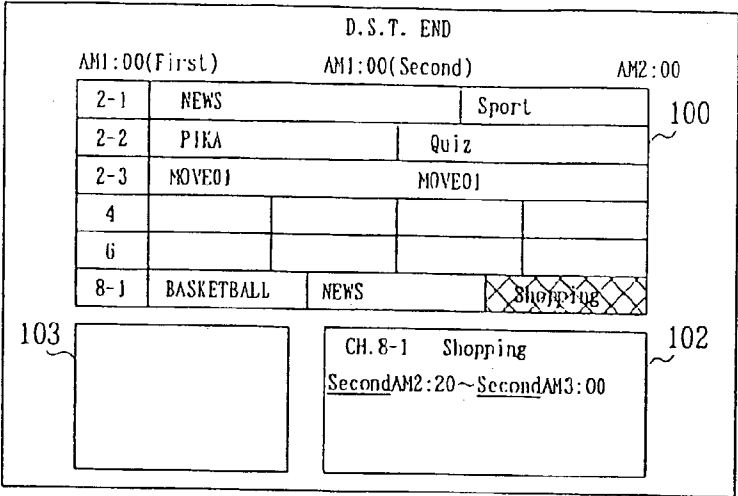 D.S.T. END
AM1:00(First) AM1:00(Second) AM2:00
2-1 NEWS Sport 100
2-2 PIKA Quiz
2-3 MOVE01 MOVE01
4
6
8-1 BASKETBALL NEWS Shopping
103 CH.8-1 Shopping 102
SecondAM2:20~SecondAM3:00